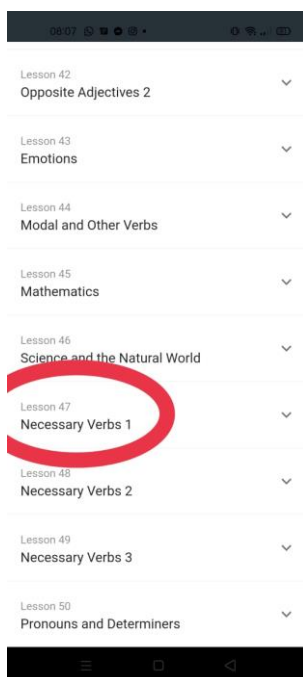 08:07
Lesson 42
Opposite Adjectives 2
Lesson 43
Emotions
Lesson 44
Modal and Other Verbs
Lesson 45
Mathematics
Lesson 46
Science and the Natural World
Lesson 47
Necessary Verbs 1
Lesson 48
Necessary Verbs 2
Lesson 49
Necessary Verbs 3
Lesson 50
Pronouns and Determiners